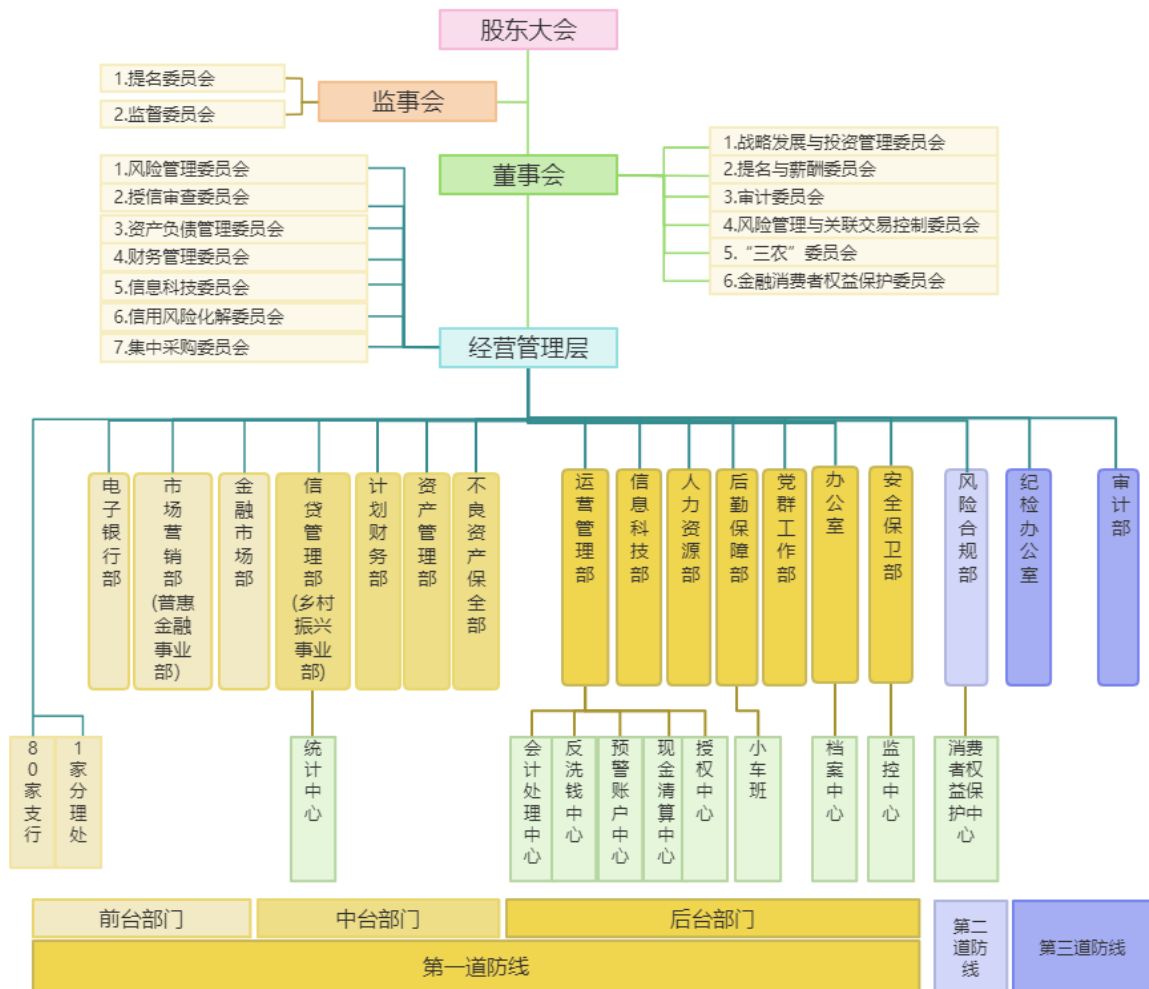 股东大会
1.提名委员会
2.监督委员会
监事会
董事会
1.战略发展与投资管理委员会
2.提名与薪酬委员会
3.审计委员会
4.风险管理与关联交易控制委员会
5.“三农”委员会
6.金融消费者权益保护委员会
1.风险管理委员会
2.授信审查委员会
3.资产负债管理委员会
4.财务管理委员会
5.信息科技委员会
6.信用风险化解委员会
7.集中采购委员会
经营管理层
电子银行部
市场营销部(普惠金融事业部)
金融市场部
信贷管理部(乡村振兴事业部)
计划财务部
资产管理部
不良资产保全部
运营管理部
信息科技部
人力资源部
后勤保障部
党群工作部
办公室
安全保卫部
风险合规部
纪检办公室
审计部
80家支行
1家分理处
统计中心
会计处理中心
反洗钱中心
预警账户中心
现金清算中心
授权中心
小车班
档案中心
监控中心
消费者权益保护中心
前台部门
中台部门
后台部门
第一道防线
第二道防线
第三道防线